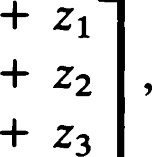 + z₁
+ z₂ ,
+ z₃